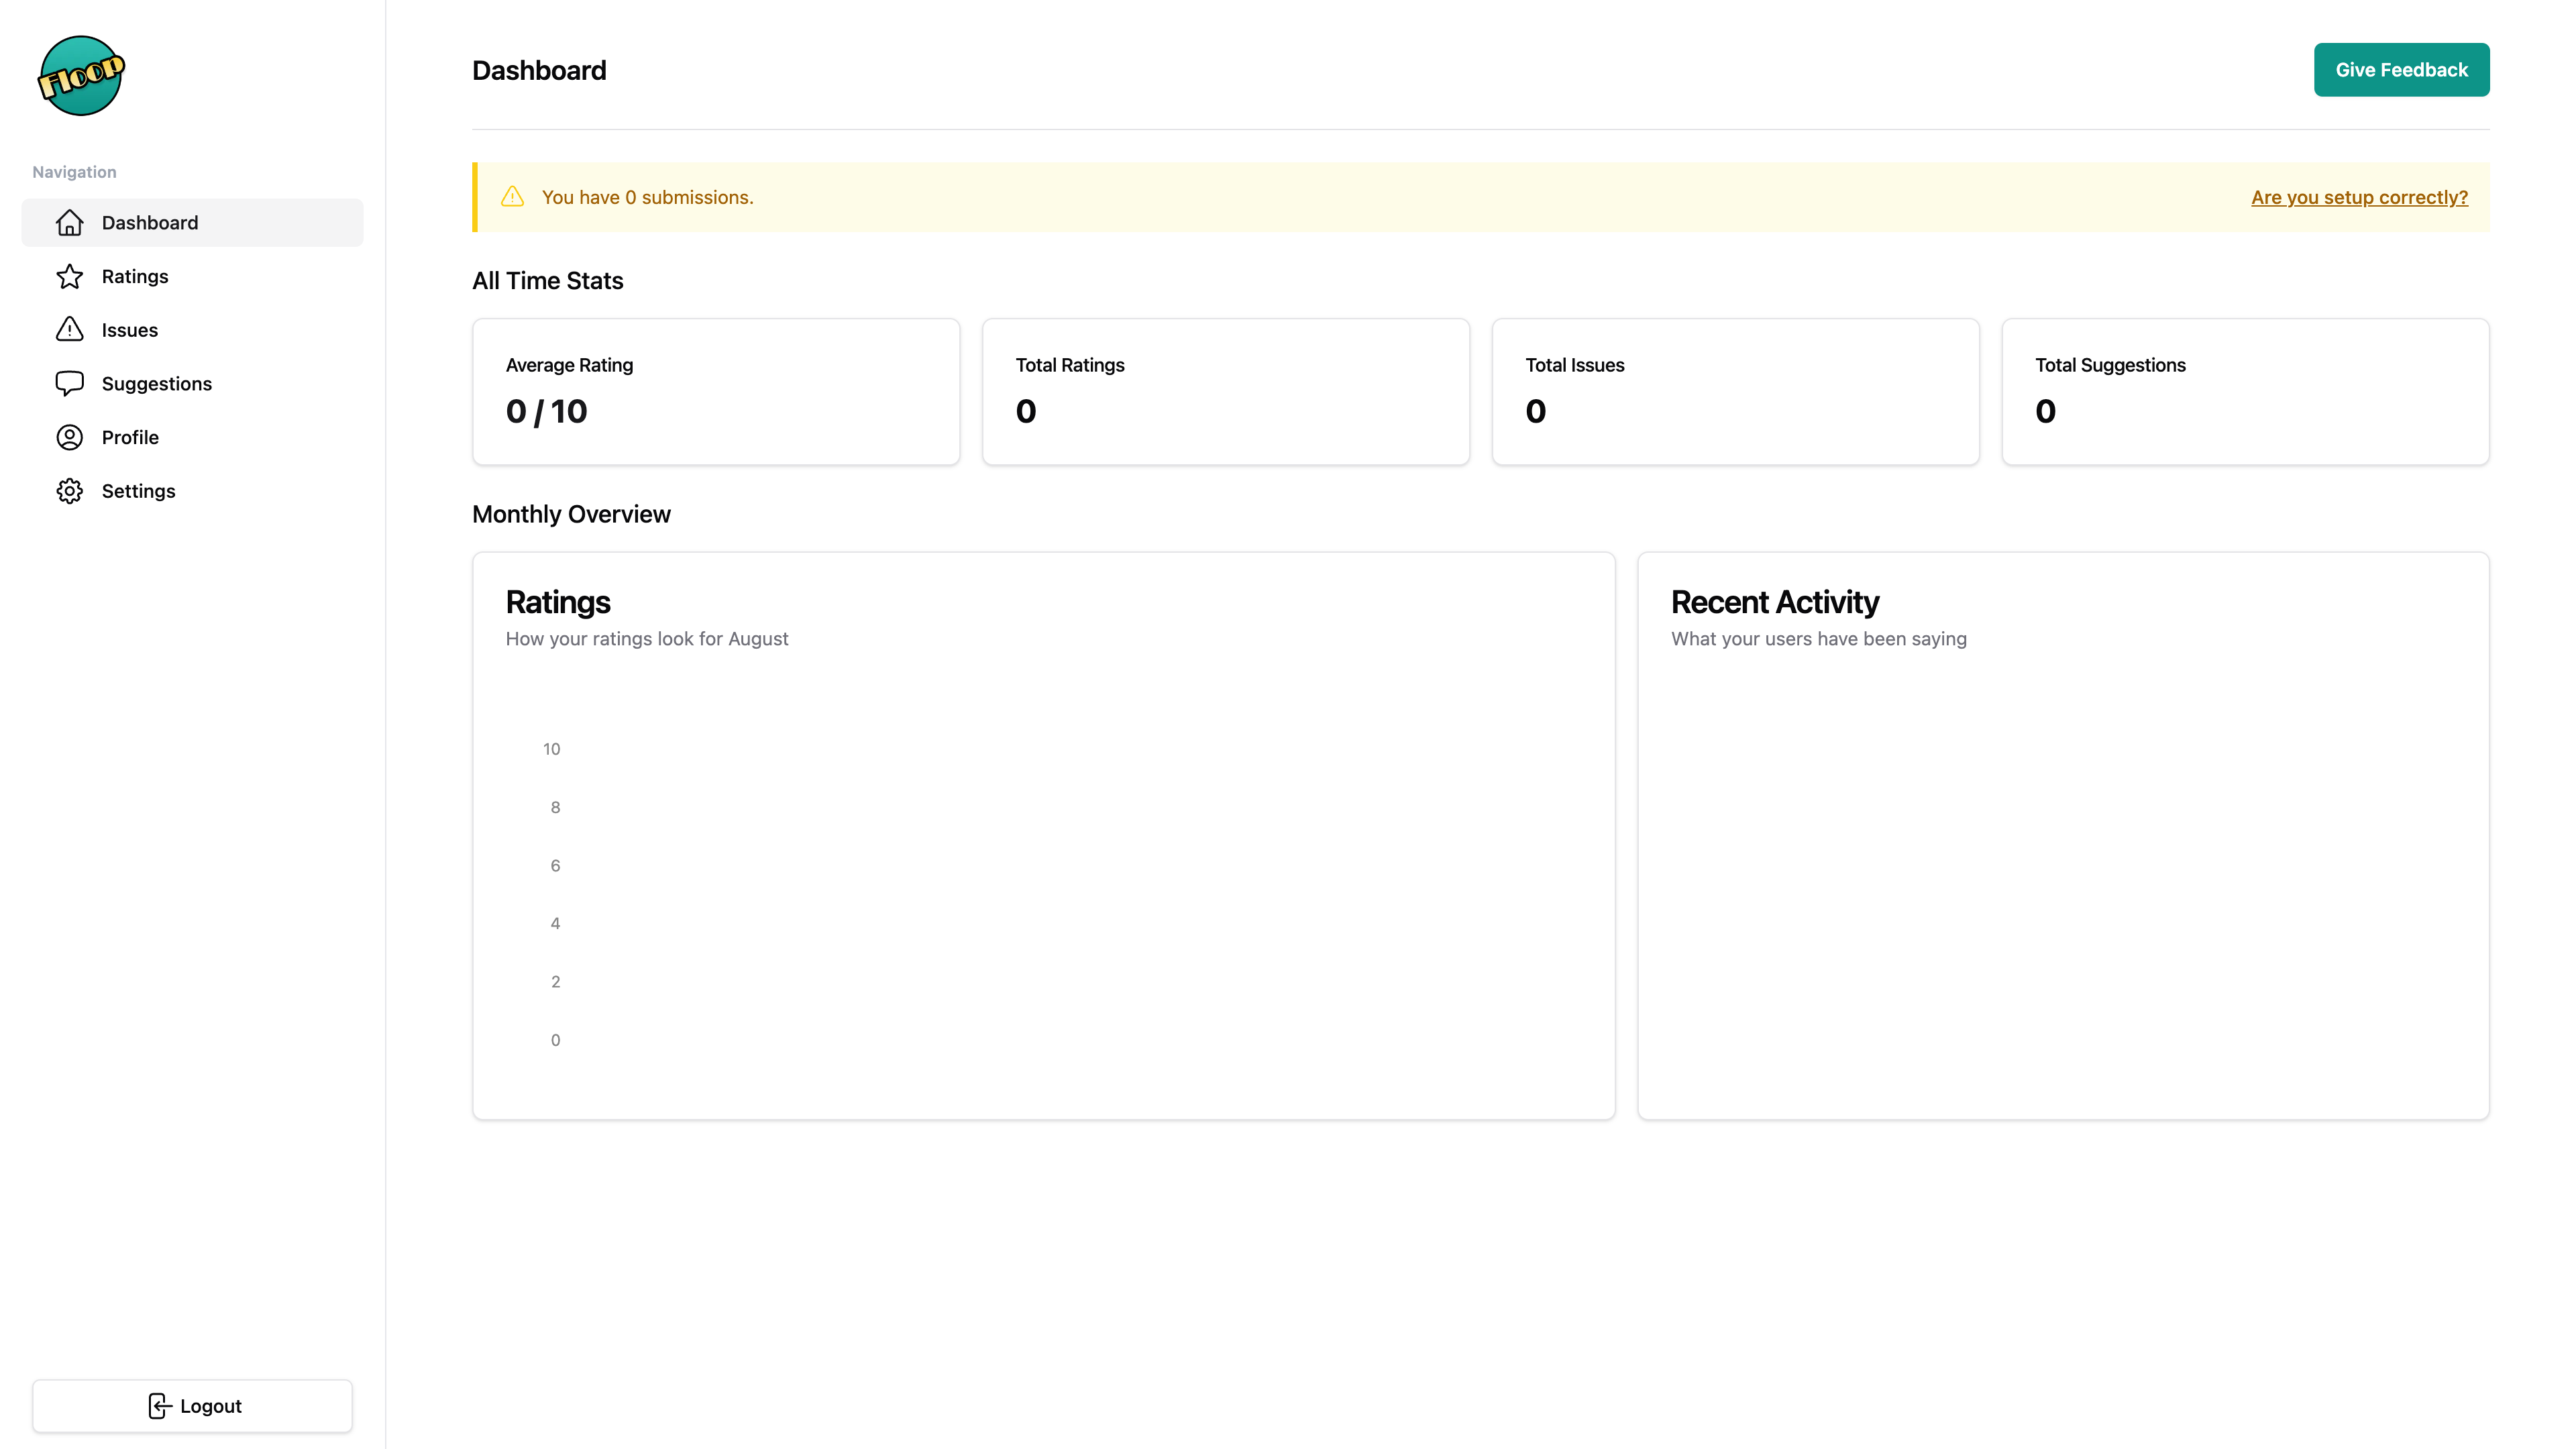 Floop
Navigation
Dashboard
Ratings
Issues
Suggestions
Profile
Settings
Logout
Dashboard
Give Feedback
You have 0 submissions.
Are you setup correctly?
All Time Stats
Average Rating
0 / 10
Total Ratings
0
Total Issues
0
Total Suggestions
0
Monthly Overview
Ratings
How your ratings look for August
10
8
6
4
2
0
Recent Activity
What your users have been saying